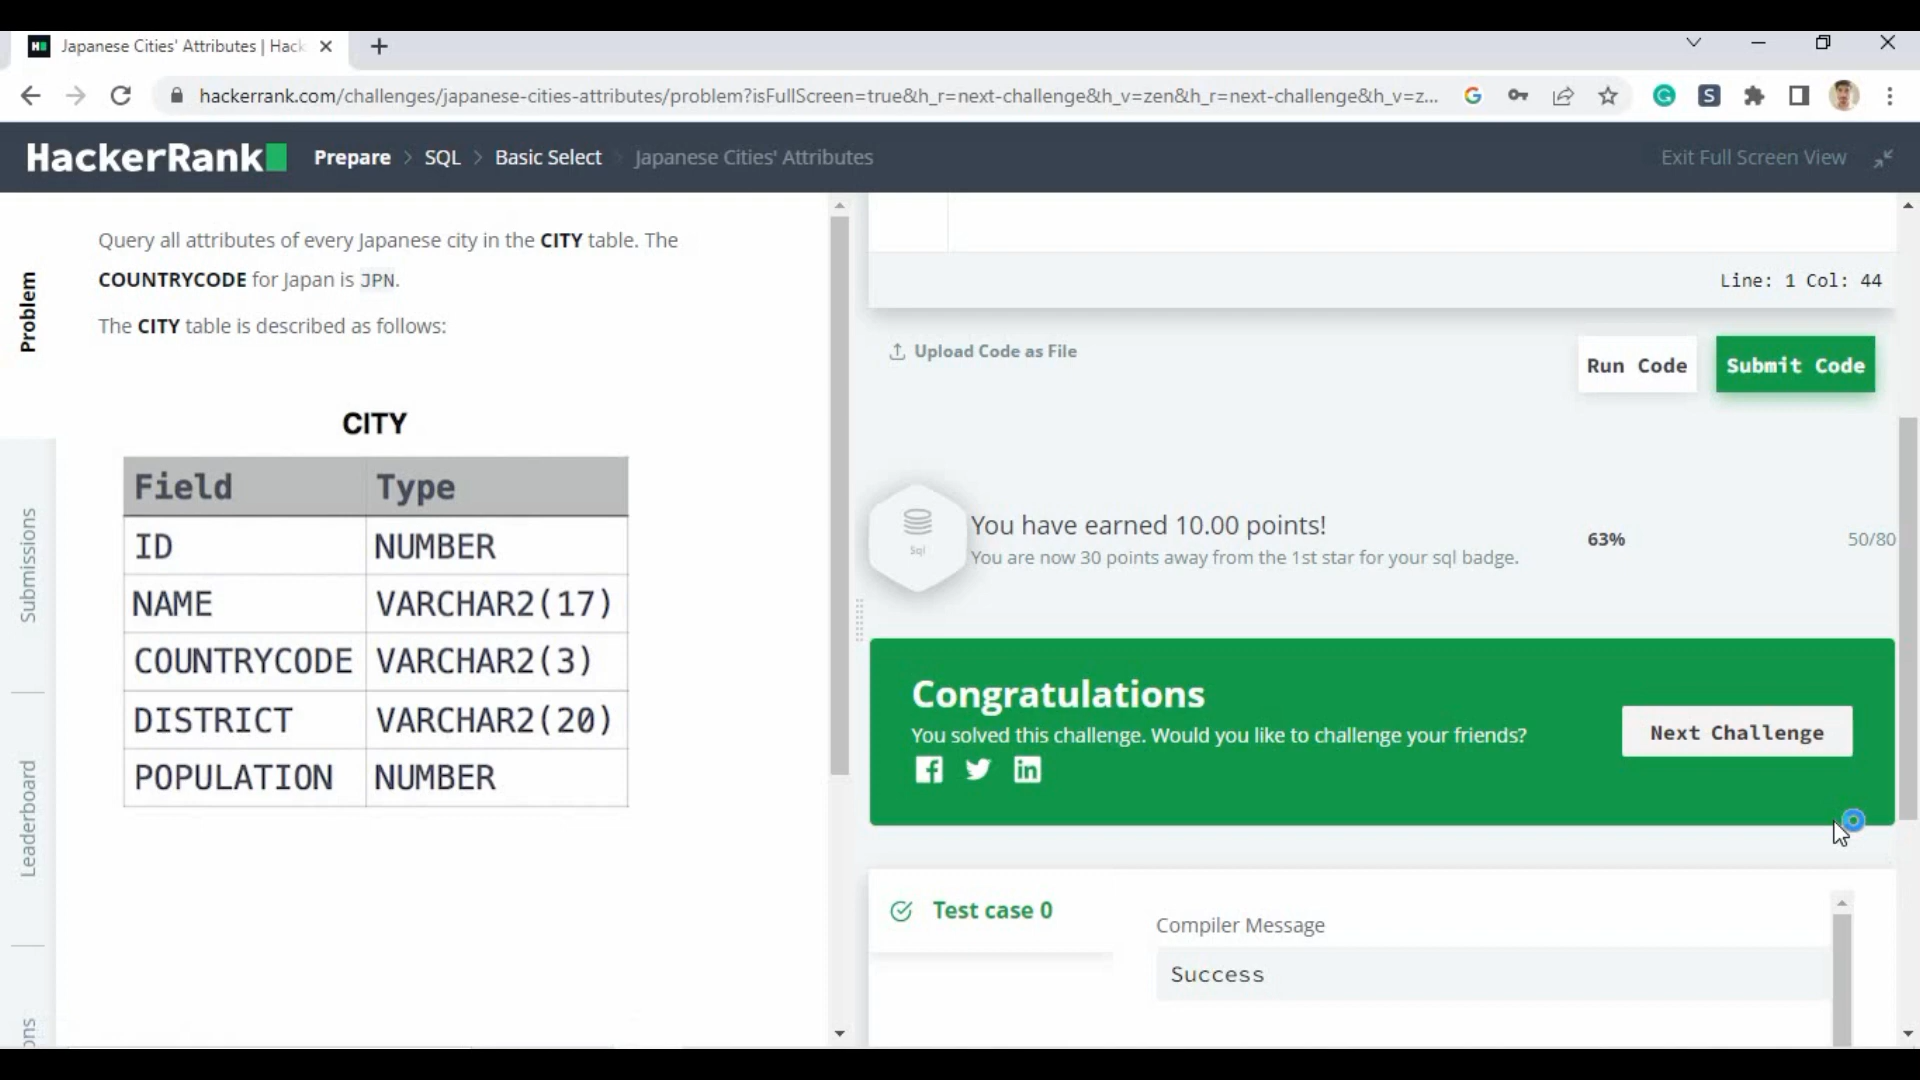 Japanese Cities' Attributes | Hack
hackerrank.com/challenges/japanese-cities-attributes/problem?isFullScreen=true&h_r=next-challenge&h_v=zen&h_r=next-challenge&h_v=z...
HackerRank
Prepare > SQL > Basic Select > Japanese Cities' Attributes
Exit Full Screen View
Problem
Submissions
Leaderboard
ons
Query all attributes of every Japanese city in the CITY table. The
COUNTRYCODE for Japan is JPN.
The CITY table is described as follows:
CITY
Field Type
ID NUMBER
NAME VARCHAR2(17)
COUNTRYCODE VARCHAR2(3)
DISTRICT VARCHAR2(20)
POPULATION NUMBER
Line: 1 Col: 44
Upload Code as File
Run Code
Submit Code
Sql
You have earned 10.00 points!
You are now 30 points away from the 1st star for your sql badge.
63%
50/80
Congratulations
You solved this challenge. Would you like to challenge your friends?
Next Challenge
Test case 0
Compiler Message
Success